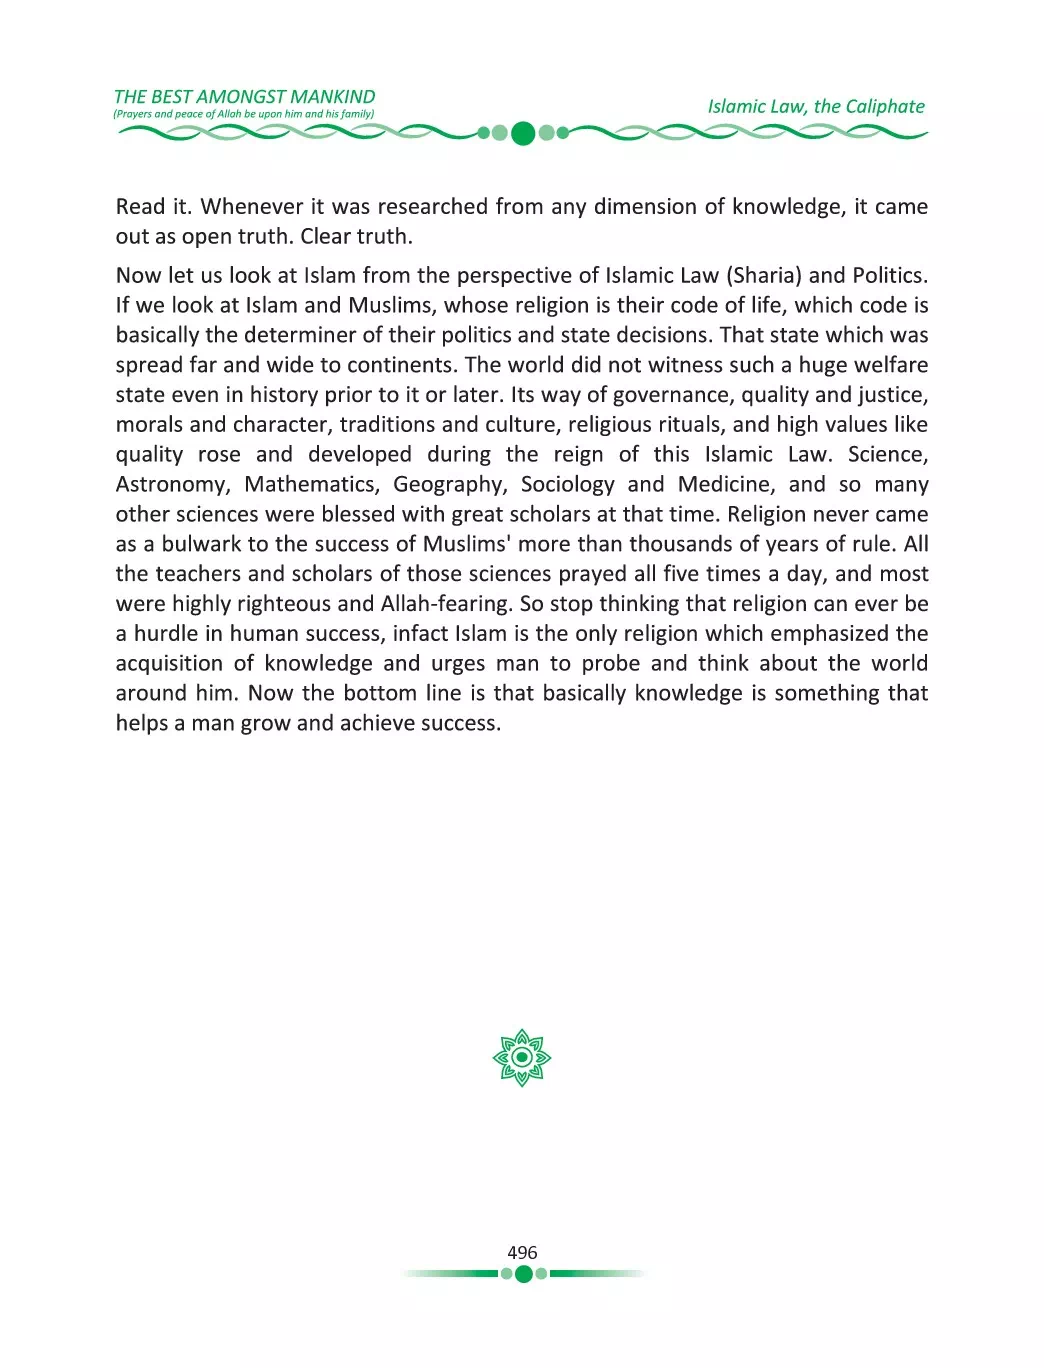 THE BEST AMONGST MANKIND
(Prayers and peace of Allah be upon him and his family)
Islamic Law, the Caliphate
Read it. Whenever it was researched from any dimension of knowledge, it came
out as open truth. Clear truth.
Now let us look at Islam from the perspective of Islamic Law (Sharia) and Politics.
If we look at Islam and Muslims, whose religion is their code of life, which code is
basically the determiner of their politics and state decisions. That state which was
spread far and wide to continents. The world did not witness such a huge welfare
state even in history prior to it or later. Its way of governance, quality and justice,
morals and character, traditions and culture, religious rituals, and high values like
quality rose and developed during the reign of this Islamic Law. Science,
Astronomy, Mathematics, Geography, Sociology and Medicine, and so many
other sciences were blessed with great scholars at that time. Religion never came
as a bulwark to the success of Muslims' more than thousands of years of rule. All
the teachers and scholars of those sciences prayed all five times a day, and most
were highly righteous and Allah-fearing. So stop thinking that religion can ever be
a hurdle in human success, infact Islam is the only religion which emphasized the
acquisition of knowledge and urges man to probe and think about the world
around him. Now the bottom line is that basically knowledge is something that
helps a man grow and achieve success.
496